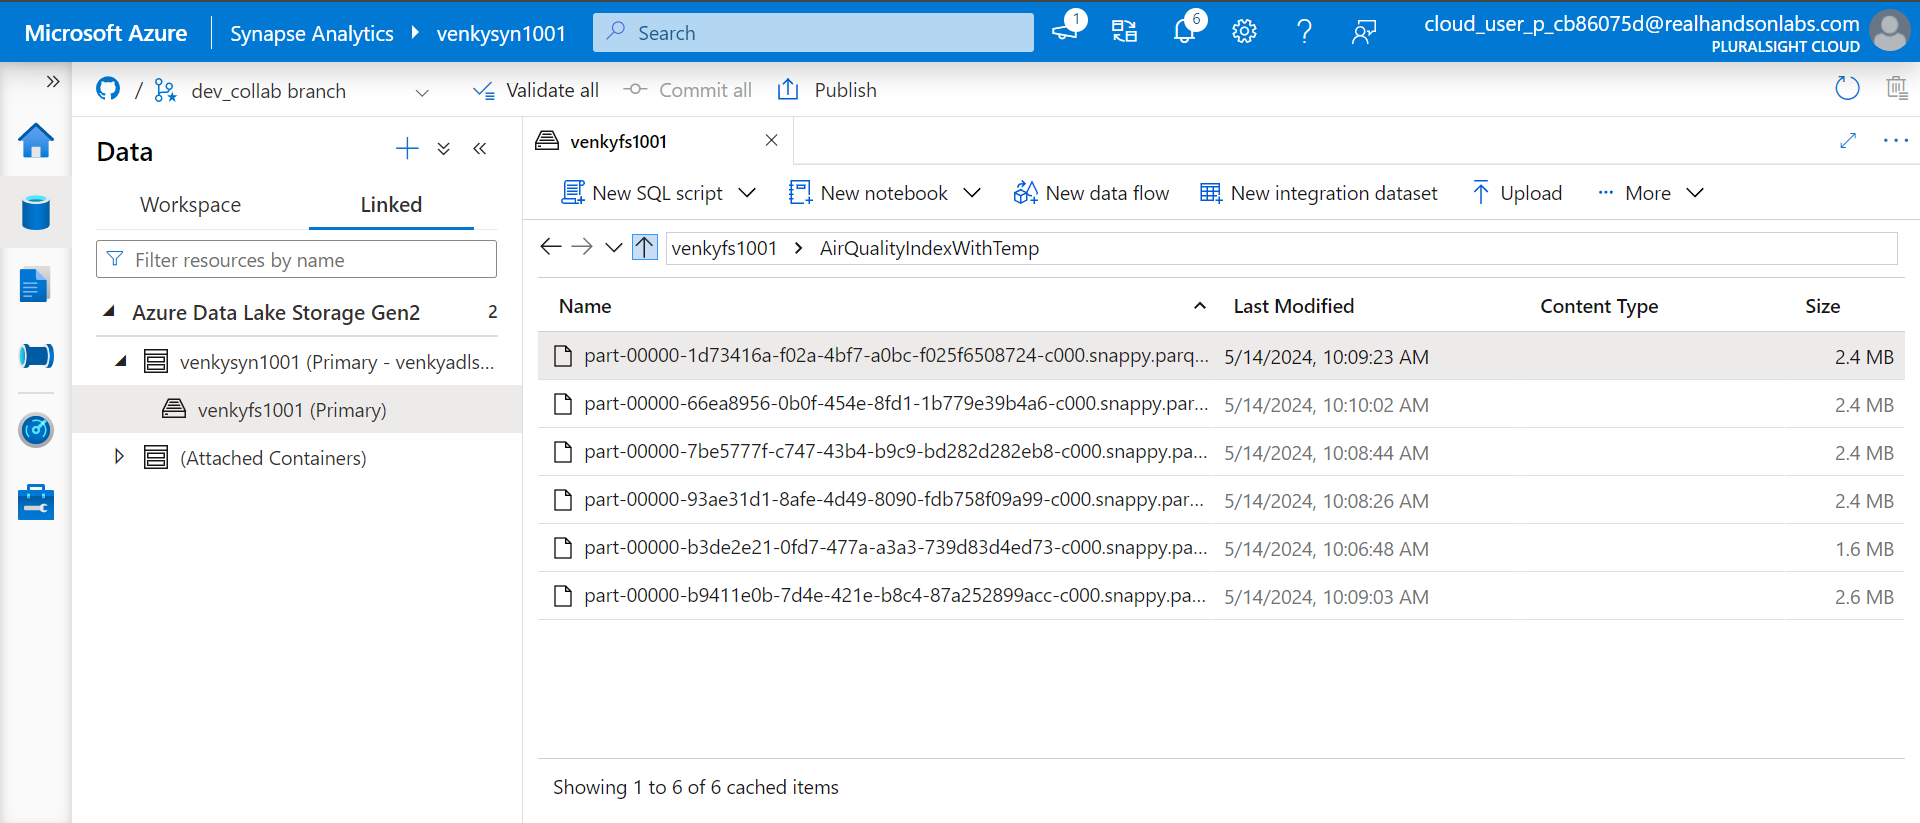 Microsoft Azure
Synapse Analytics
venkysyn1001
Search
1
6
cloud_user_p_cb86075d@realhandsonlabs.com
PLURALSIGHT CLOUD
/
dev_collab branch
Validate all
Commit all
Publish
Data
Workspace
Linked
Filter resources by name
Azure Data Lake Storage Gen2 2
venkysyn1001 (Primary - venkyadls...
venkyfs1001 (Primary)
(Attached Containers)
venkyfs1001
New SQL script
New notebook
New data flow
New integration dataset
Upload
More
venkyfs1001 > AirQualityIndexWithTemp
Name Last Modified Content Type Size
part-00000-1d73416a-f02a-4bf7-a0bc-f025f6508724-c000.snappy.parq... 5/14/2024, 10:09:23 AM 2.4 MB
part-00000-66ea8956-0b0f-454e-8fd1-1b779e39b4a6-c000.snappy.par... 5/14/2024, 10:10:02 AM 2.4 MB
part-00000-7be5777f-c747-43b4-b9c9-bd282d282eb8-c000.snappy.pa... 5/14/2024, 10:08:44 AM 2.4 MB
part-00000-93ae31d1-8afe-4d49-8090-fdb758f09a99-c000.snappy.par... 5/14/2024, 10:08:26 AM 2.4 MB
part-00000-b3de2e21-0fd7-477a-a3a3-739d83d4ed73-c000.snappy.pa... 5/14/2024, 10:06:48 AM 1.6 MB
part-00000-b9411e0b-7d4e-421e-b8c4-87a252899acc-c000.snappy.pa... 5/14/2024, 10:09:03 AM 2.6 MB
Showing 1 to 6 of 6 cached items